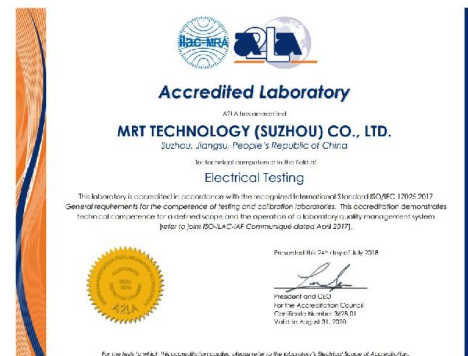 ilac-MRA
A2LA
Accredited Laboratory
A2LA has accredited
MRT TECHNOLOGY (SUZHOU) CO., LTD.
Suzhou, Jiangsu, People's Republic of China
for technical competence in the field of
Electrical Testing
This laboratory is accredited in accordance with the recognized International Standard ISO/IEC 17025:2017
General requirements for the competence of testing and calibration laboratories. This accreditation demonstrates
technical competence for a defined scope and the operation of a laboratory quality management system
(refer to joint ISO-ILAC-IAF Communiqué dated April 2017).
Presented this 24th day of July 2018
President and CEO
For the Accreditation Council
Certificate Number 3628.01
Valid to August 31, 2020
CORPORATE
SEAL
1978
A2LA
For the tests to which this accreditation applies, please refer to the laboratory's Electrical Scope of Accreditation.